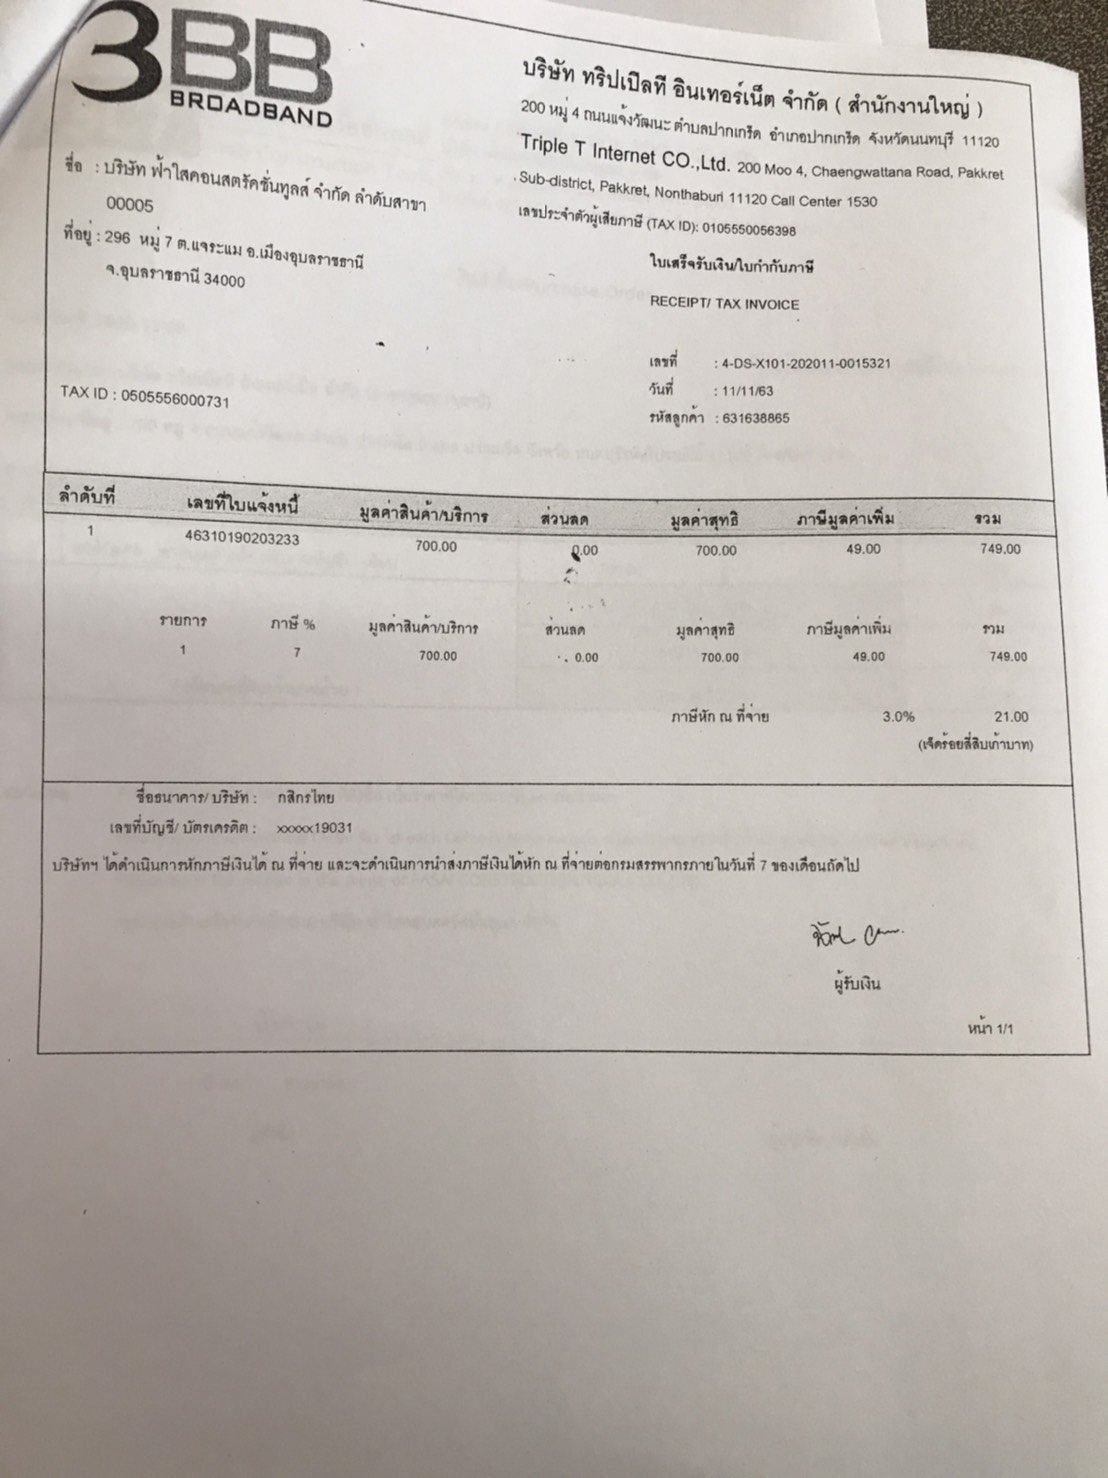 3BB
BROADBAND
บริษัท ทริปเปิลที อินเทอร์เน็ต จำกัด ( สำนักงานใหญ่ )
200 หมู่ 4 ถนนแจ้งวัฒนะ ตำบลปากเกร็ด อำเภอปากเกร็ด จังหวัดนนทบุรี 11120
Triple T Internet CO.,Ltd. 200 Moo 4, Chaengwattana Road, Pakkret
Sub-district, Pakkret, Nonthaburi 11120 Call Center 1530
เลขประจำตัวผู้เสียภาษี (TAX ID): 0105550056398
ชื่อ : บริษัท ฟ้าใสคอนสตรัคชั่นทูลส์ จำกัด ลำดับสาขา
00005
ที่อยู่ : 296 หมู่ 7 ต.แจระแม อ.เมืองอุบลราชธานี
จ.อุบลราชธานี 34000
ใบเสร็จรับเงิน/ใบกำกับภาษี
RECEIPT/ TAX INVOICE
เลขที่ : 4-DS-X101-202011-0015321
วันที่ : 11/11/63
รหัสลูกค้า : 631638865
TAX ID : 0505556000731
ลำดับที่ เลขที่ใบแจ้งหนี้ มูลค่าสินค้า/บริการ ส่วนลด มูลค่าสุทธิ ภาษีมูลค่าเพิ่ม รวม
1 46310190203233 700.00 0.00 700.00 49.00 749.00
รายการ ภาษี % มูลค่าสินค้า/บริการ ส่วนลด มูลค่าสุทธิ ภาษีมูลค่าเพิ่ม รวม
1 7 700.00 0.00 700.00 49.00 749.00
ภาษีหัก ณ ที่จ่าย 3.0% 21.00
(เจ็ดร้อยสี่สิบเก้าบาท)
ชื่อธนาคาร/ บริษัท : กสิกรไทย
เลขที่บัญชี/ บัตรเครดิต : xxxxx19031
บริษัทฯ ได้ดำเนินการหักภาษีเงินได้ ณ ที่จ่าย และจะดำเนินการนำส่งภาษีเงินได้หัก ณ ที่จ่ายต่อกรมสรรพากรภายในวันที่ 7 ของเดือนถัดไป
ผู้รับเงิน
หน้า 1/1